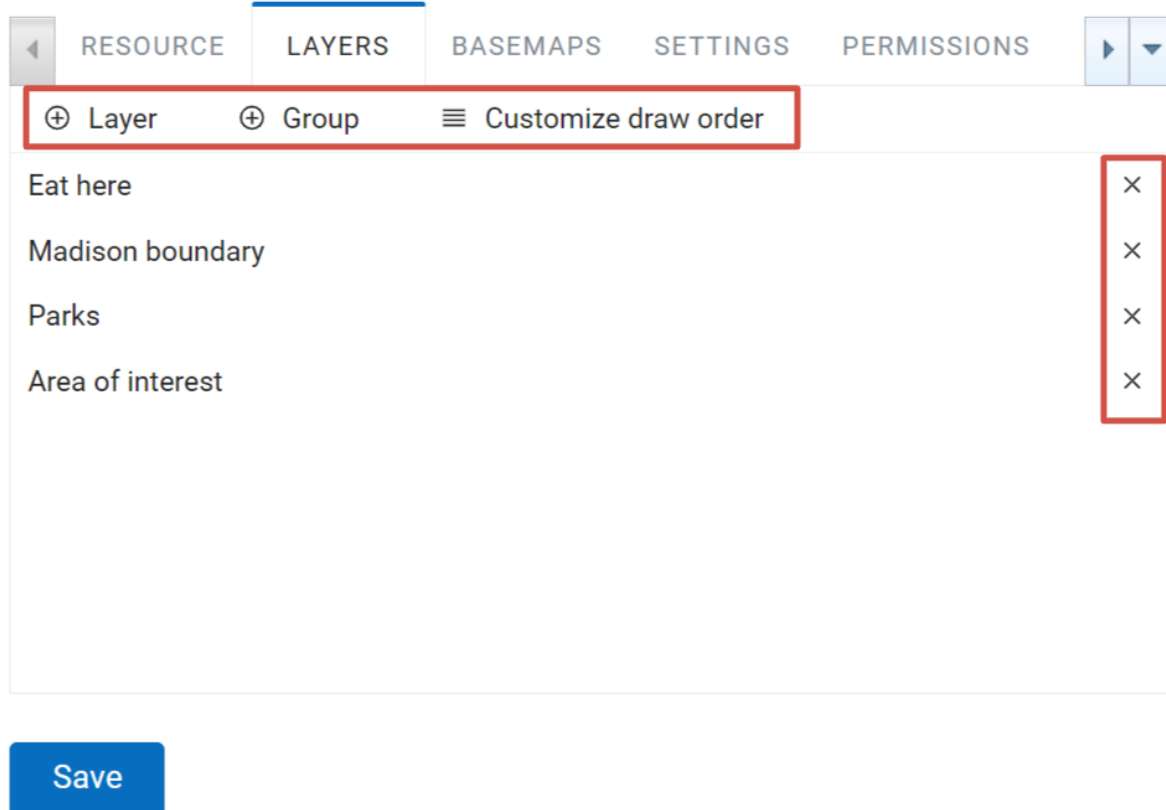 RESOURCE LAYERS BASEMAPS SETTINGS PERMISSIONS
Layer Group Customize draw order
Eat here
Madison boundary
Parks
Area of interest
Save